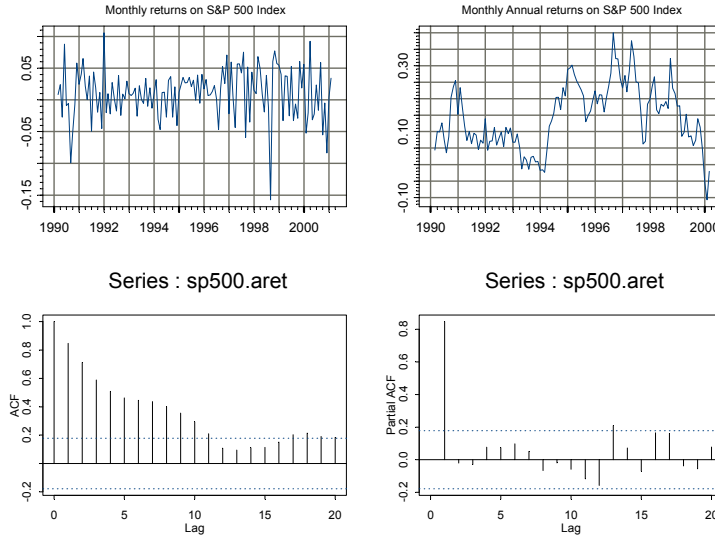 Monthly returns on S&P 500 Index
0.05
-0.05
-0.15
1990 1992 1994 1996 1998 2000
Monthly Annual returns on S&P 500 Index
0.30
0.10
-0.10
1990 1992 1994 1996 1998 2000
Series : sp500.aret
ACF
1.0
0.8
0.6
0.4
0.2
-0.2
0 5 10 15 20
Lag
Series : sp500.aret
Partial ACF
0.8
0.6
0.4
0.2
0.0
-0.2
0 5 10 15 20
Lag